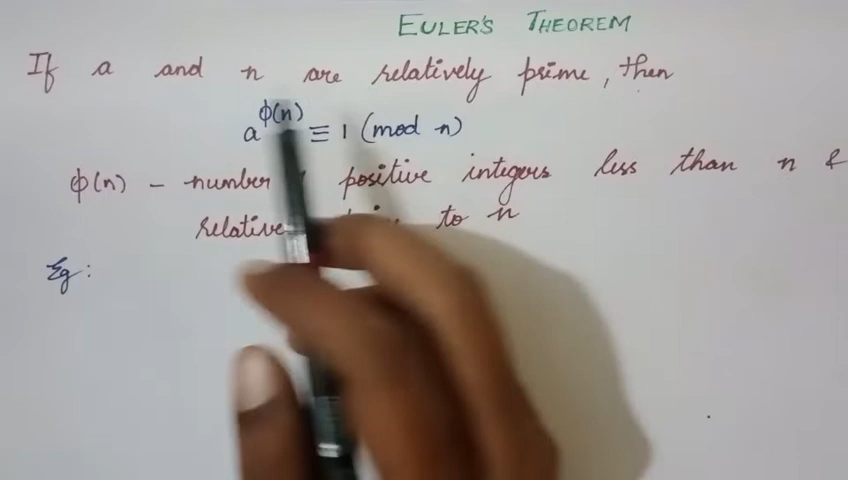 EULER'S THEOREM
If a and n are relatively prime, then
a^ϕ(n) ≡ 1 (mod n)
ϕ(n) - number positive integers less than n &
relative to n
Eg: